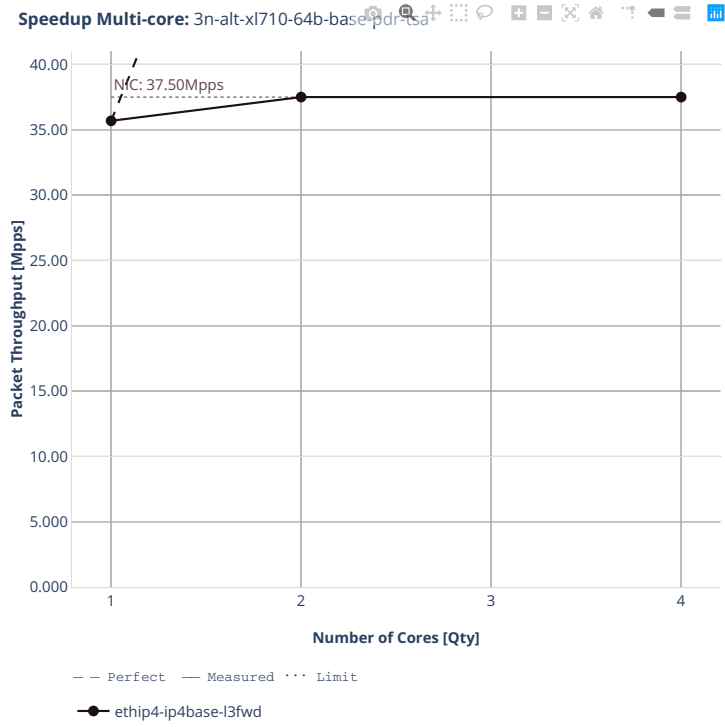 Speedup Multi-core: 3n-alt-xl710-64b-base-pdr-tsa
40.00
NIC: 37.50Mpps
35.00
30.00
25.00
20.00
15.00
10.00
5.000
0.000
Packet Throughput [Mpps]
1 2 3 4
Number of Cores [Qty]
Perfect Measured Limit
ethip4-ip4base-l3fwd